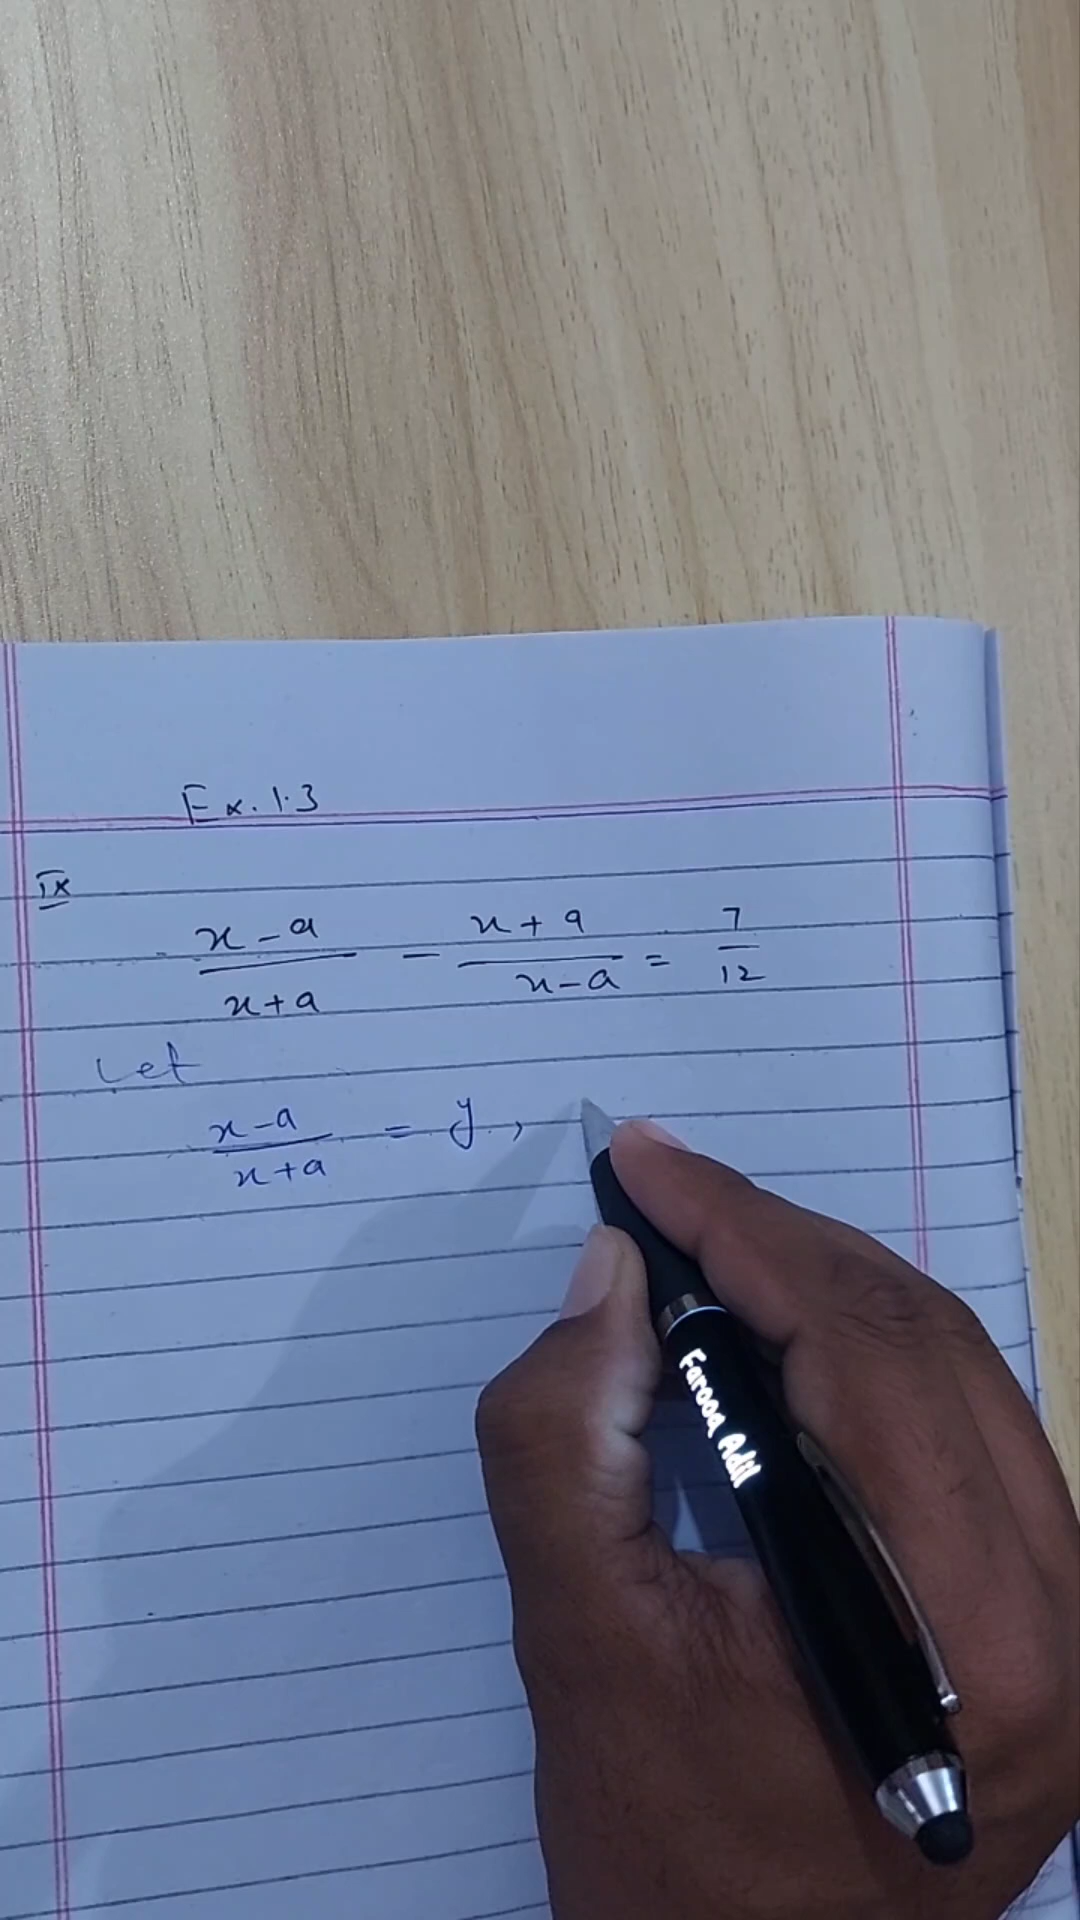 Ex. 1.3
ix
x-a/x+a - x+a/x-a = 7/12
Let
x-a/x+a = y,
Farooq Adil